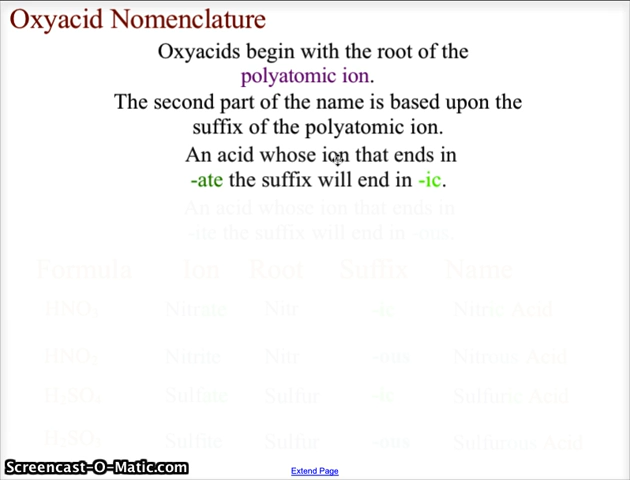 Oxyacid Nomenclature
Oxyacids begin with the root of the
polyatomic ion.
The second part of the name is based upon the
suffix of the polyatomic ion.
An acid whose ion that ends in
-ate the suffix will end in -ic.
An acid whose ion that ends in
-ite the suffix will end in -ous.
Formula Ion Root Suffix Name
HNO₃ Nitrate Nitr -ic Nitric Acid
HNO₂ Nitrite Nitr -ous Nitrous Acid
H₂SO₄ Sulfate Sulfur -ic Sulfuric Acid
H₂SO₃ Sulfite Sulfur -ous Sulfurous Acid
Screencast-O-Matic.com
Extend Page